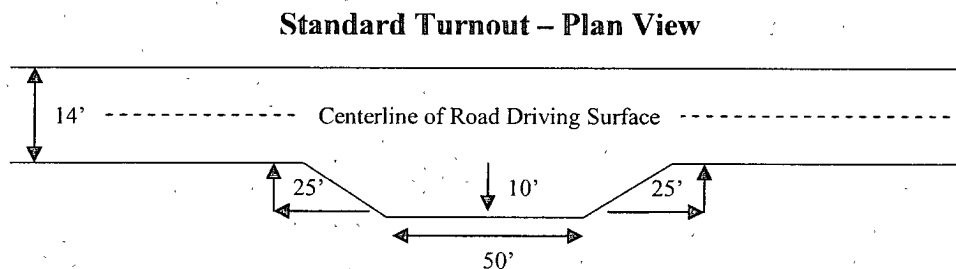 Standard Turnout – Plan View
14’
Centerline of Road Driving Surface
25’
10’
25’
50’